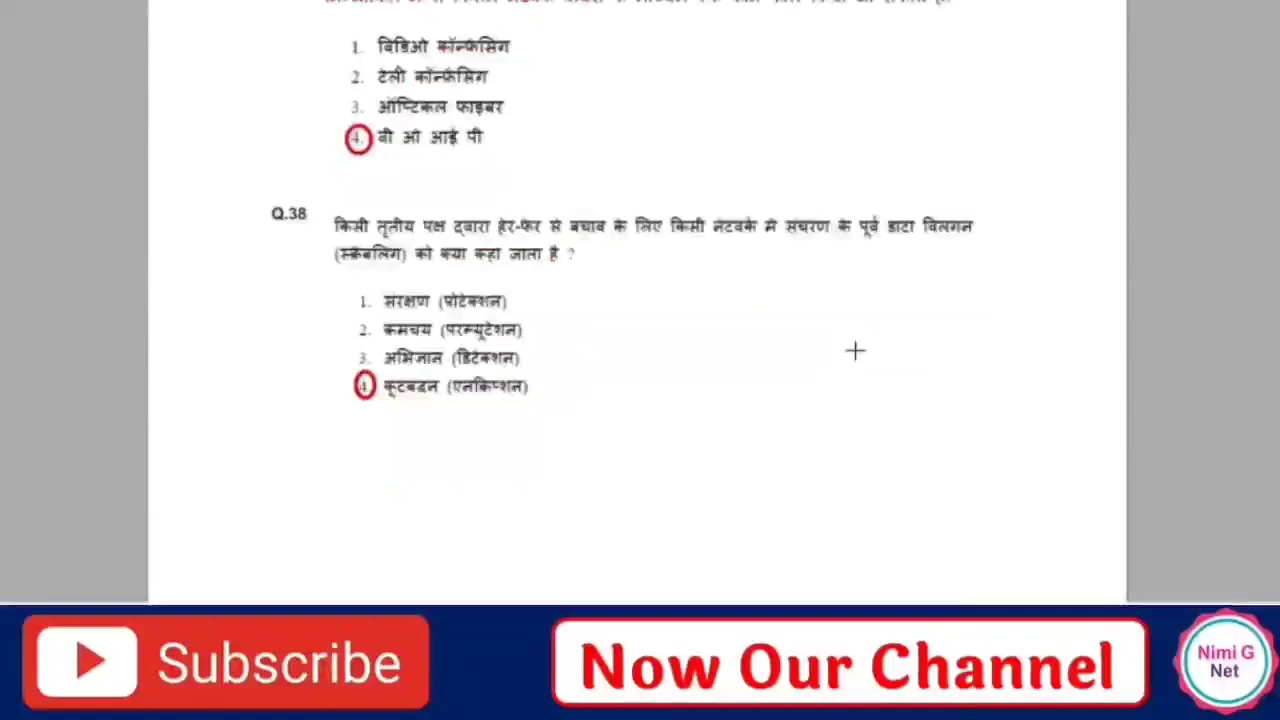 1. विडिओ कॉन्फ्रेंसिंग
2. टेली कॉन्फ्रेंसिंग
3. ऑप्टिकल फाइबर
4. वी ओ आई पी
Q.38 किसी तृतीय पक्ष द्वारा हेर-फेर से बचाव के लिए किसी नेटवर्क में संचरण के पूर्व डाटा विलगन
(स्क्रैबलिंग) को क्या कहा जाता है ?
1. संरक्षण (प्रोटेक्शन)
2. क्रमचय (परम्यूटेशन)
3. अभिज्ञान (डिटेक्शन)
4. कूटबद्धन (एनक्रिप्शन)
Subscribe
Now Our Channel
Nimi G
Net